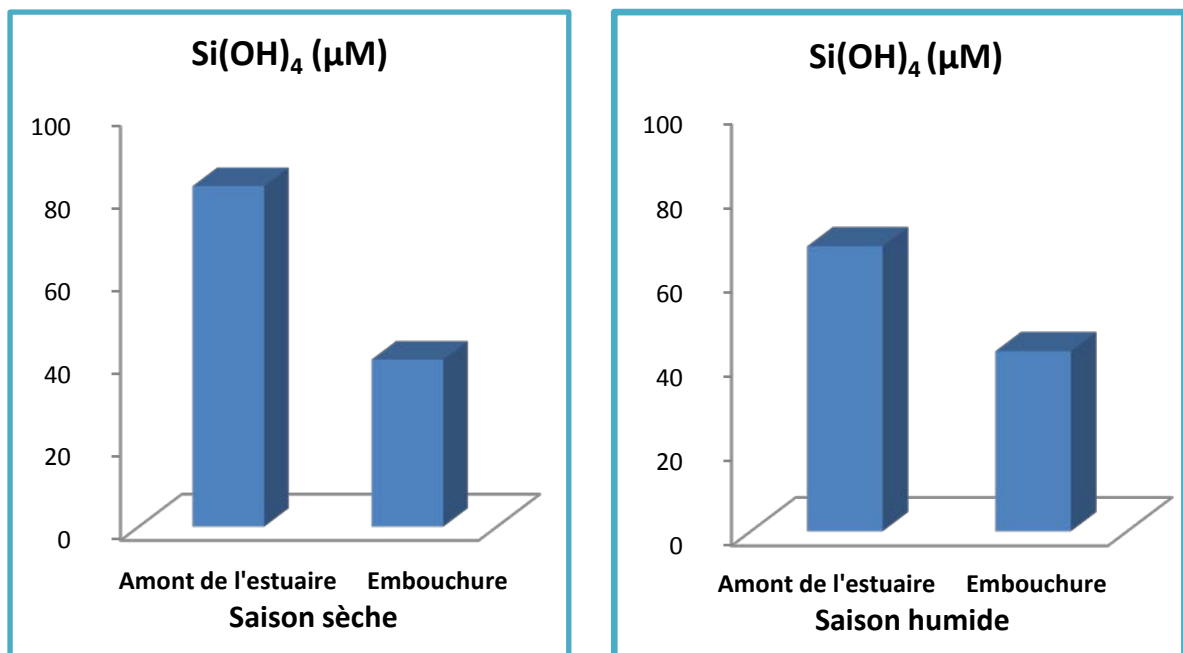 Si(OH)₄ (µM)
100
80
60
40
20
0
Amont de l'estuaire Embouchure
Saison sèche
Si(OH)₄ (µM)
100
80
60
40
20
0
Amont de l'estuaire Embouchure
Saison humide